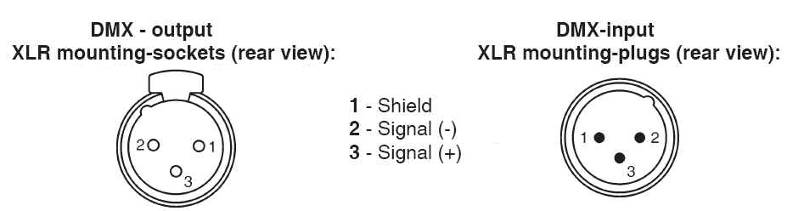 DMX - output
XLR mounting-sockets (rear view):
DMX-input
XLR mounting-plugs (rear view):
1 - Shield
2 - Signal (-)
3 - Signal (+)
2 1
3
1 2
3